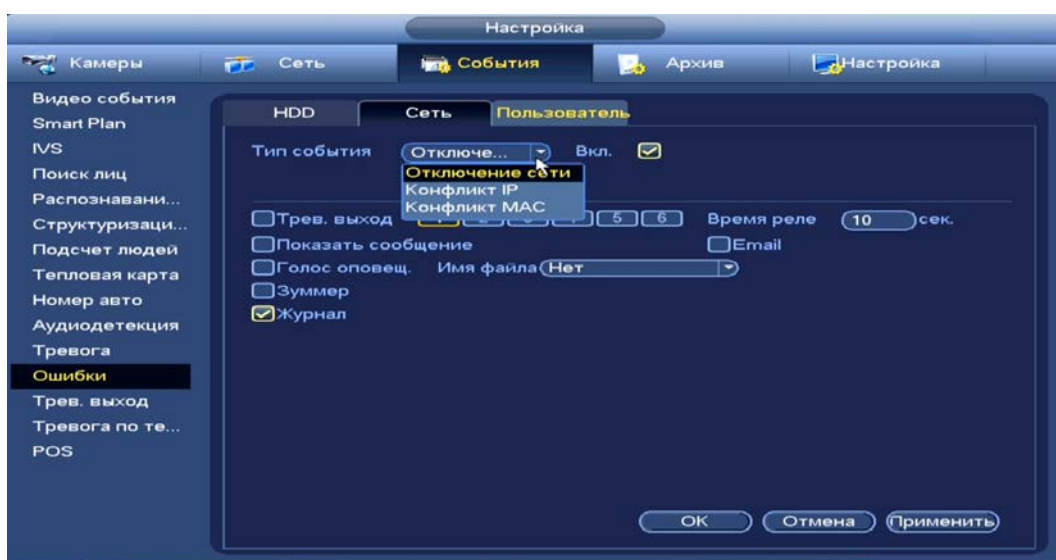 Настройка
Камеры Сеть События Архив Настройка
Видео события
Smart Plan
IVS
Поиск лиц
Распознавани...
Структуризаци...
Подсчет людей
Тепловая карта
Номер авто
Аудиодетекция
Тревога
Ошибки
Трев. выход
Тревога по те...
POS
HDD Сеть Пользователь
Тип события Отключе... Вкл.
Отключение сети
Конфликт IP
Конфликт MAC
Трев. выход 5 6 Время реле 10 сек.
Показать сообщение Email
Голос оповещ. Имя файла Нет
Зуммер
Журнал
OK Отмена Применить